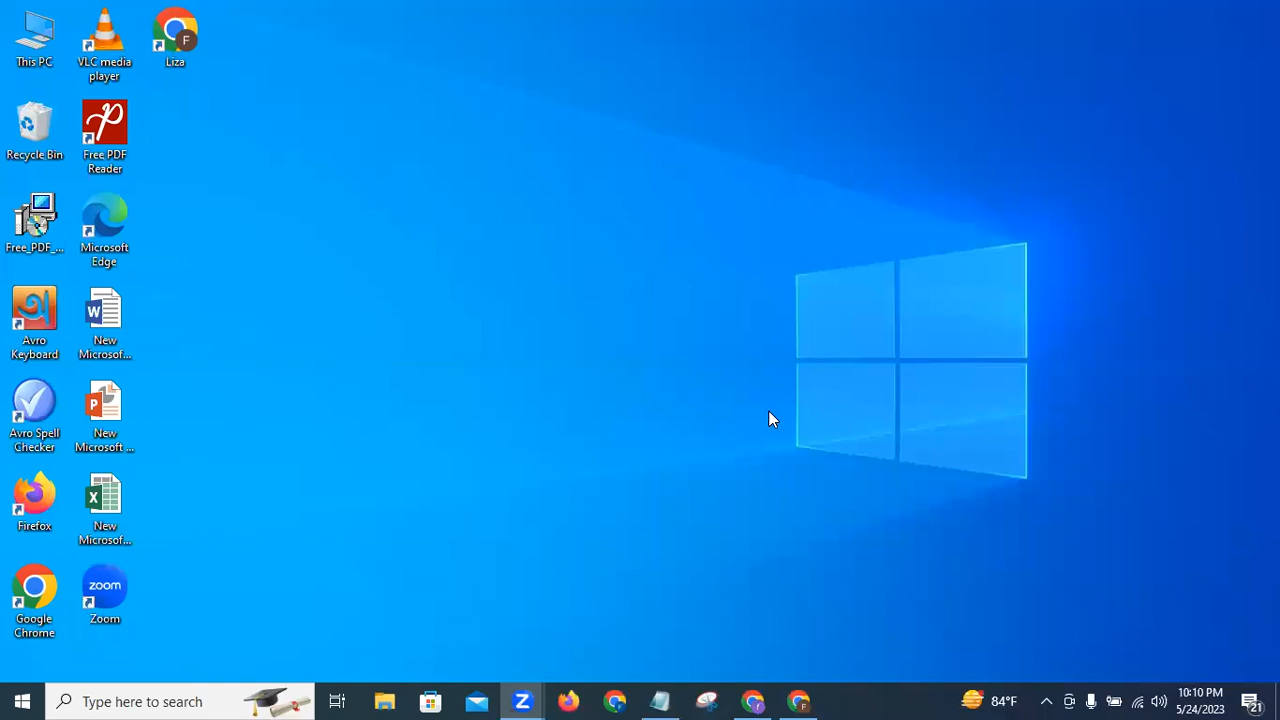 This PC
VLC media
player
Liza
Recycle Bin
Free PDF
Reader
Free_PDF_...
Microsoft
Edge
Avro
Keyboard
New
Microsof...
Avro Spell
Checker
New
Microsoft ...
Firefox
New
Microsof...
Google
Chrome
zoom
Zoom
Type here to search
84°F
10:10 PM
5/24/2023
21